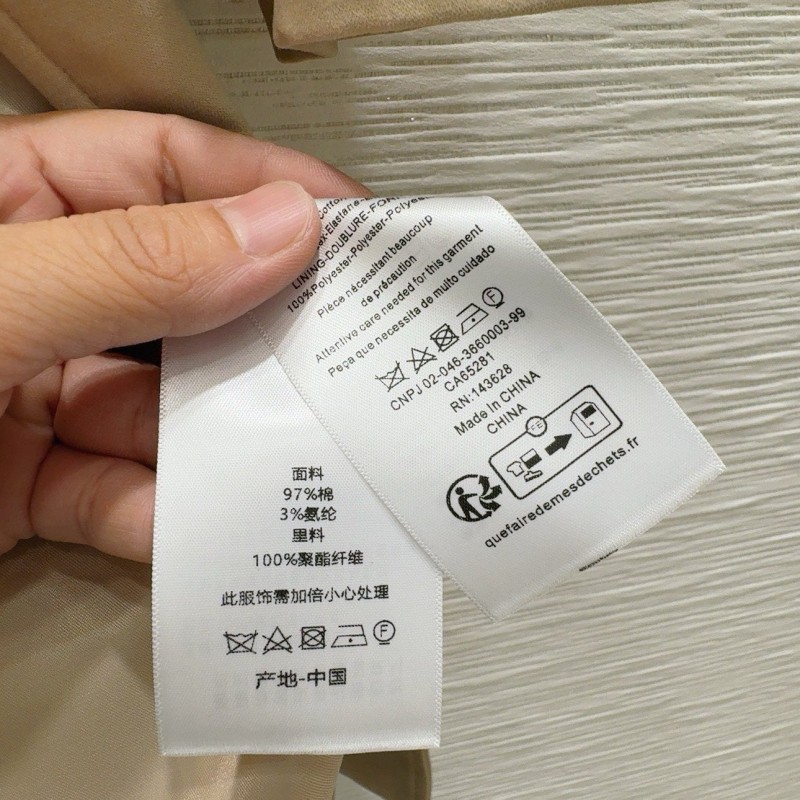 LINING-DOUBLURE-FOR
100%Polyester-Polyester-Polyes
Pièce nécessitant beaucoup
de précaution
Attentive care needed for this garment
Peça que necessita de muito cuidado
F
CNPJ 02-046-3660003-99
CA65281
RN:143628
Made In CHINA
CHINA
FE
quefairedemesdechets.fr
面料
97%棉
3%氨纶
里料
100%聚酯纤维
此服饰需加倍小心处理
F
产地-中国